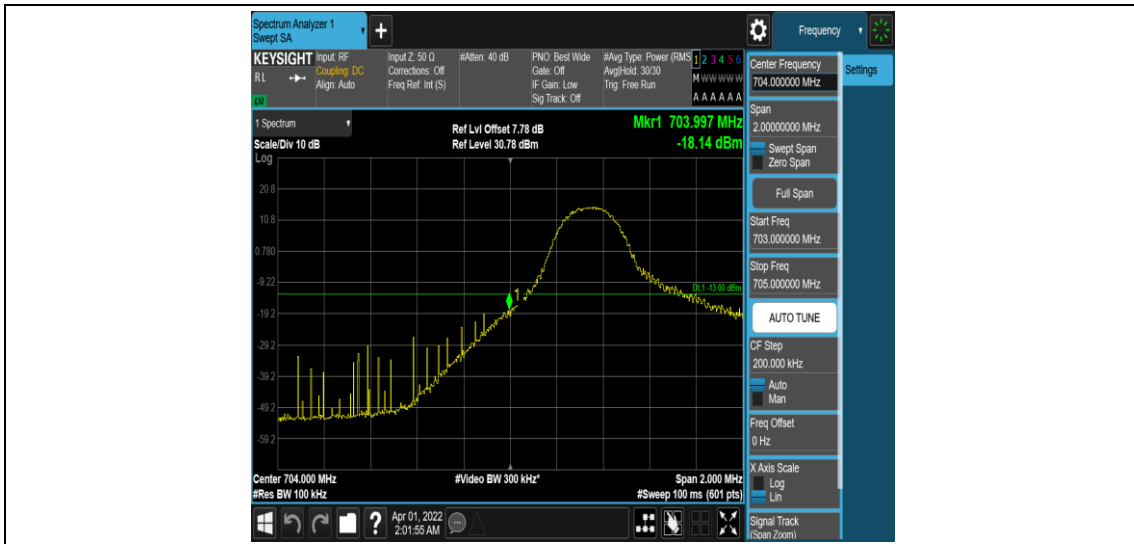 Spectrum Analyzer 1
Swept SA
+
Frequency
KEYSIGHT
RL
LXI
Input: RF
Coupling: DC
Align: Auto
Input Z: 50 Ω
Corrections: Off
Freq Ref: Int (S)
#Atten: 40 dB
PNO: Best Wide
Gate: Off
IF Gain: Low
Sig Track: Off
#Avg Type: Power (RMS
Avg|Hold: 30/30
Trig: Free Run
1 2 3 4 5 6
M W W W W W
A A A A A A
Center Frequency
704.000000 MHz
Settings
Span
2.00000000 MHz
Swept Span
Zero Span
Full Span
Start Freq
703.000000 MHz
Stop Freq
705.000000 MHz
AUTO TUNE
CF Step
200.000 kHz
Auto
Man
Freq Offset
0 Hz
X Axis Scale
Log
Lin
Signal Track
(Span Zoom)
1 Spectrum
Scale/Div 10 dB
Log
Ref Lvl Offset 7.78 dB
Ref Level 30.78 dBm
Mkr1 703.997 MHz
-18.14 dBm
20.8
10.8
0.780
-9.22
-19.2
-29.2
-39.2
-49.2
-59.2
1
DL1 -13.00 dBm
Center 704.000 MHz
#Res BW 100 kHz
#Video BW 300 kHz*
Span 2.000 MHz
#Sweep 100 ms (601 pts)
?
Apr 01, 2022
2:01:55 AM